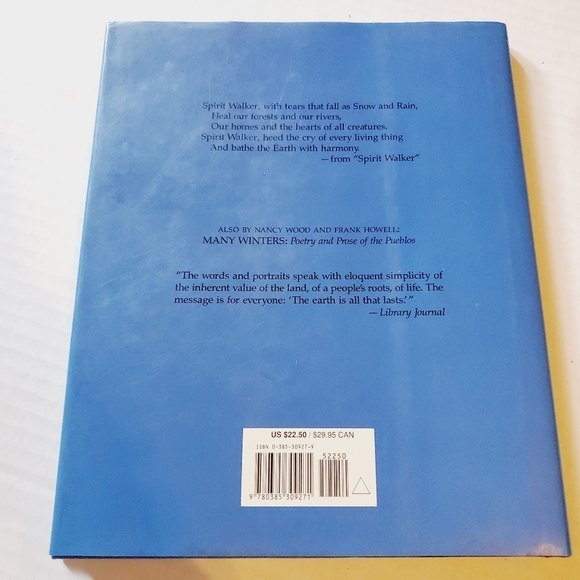 Spirit Walker, with tears that fall as Snow and Rain,
Heal our forests and our rivers,
Our homes and the hearts of all creatures.
Spirit Walker, heed the cry of every living thing
And bathe the Earth with harmony.
—from "Spirit Walker"
ALSO BY NANCY WOOD AND FRANK HOWELL:
MANY WINTERS: Poetry and Prose of the Pueblos
"The words and portraits speak with eloquent simplicity of
the inherent value of the land, of a people's roots, of life. The
message is for everyone: 'The earth is all that lasts.'"
—Library Journal
US $22.50 / $29.95 CAN
ISBN 0-385-30927-9
52250
9 780385 309271